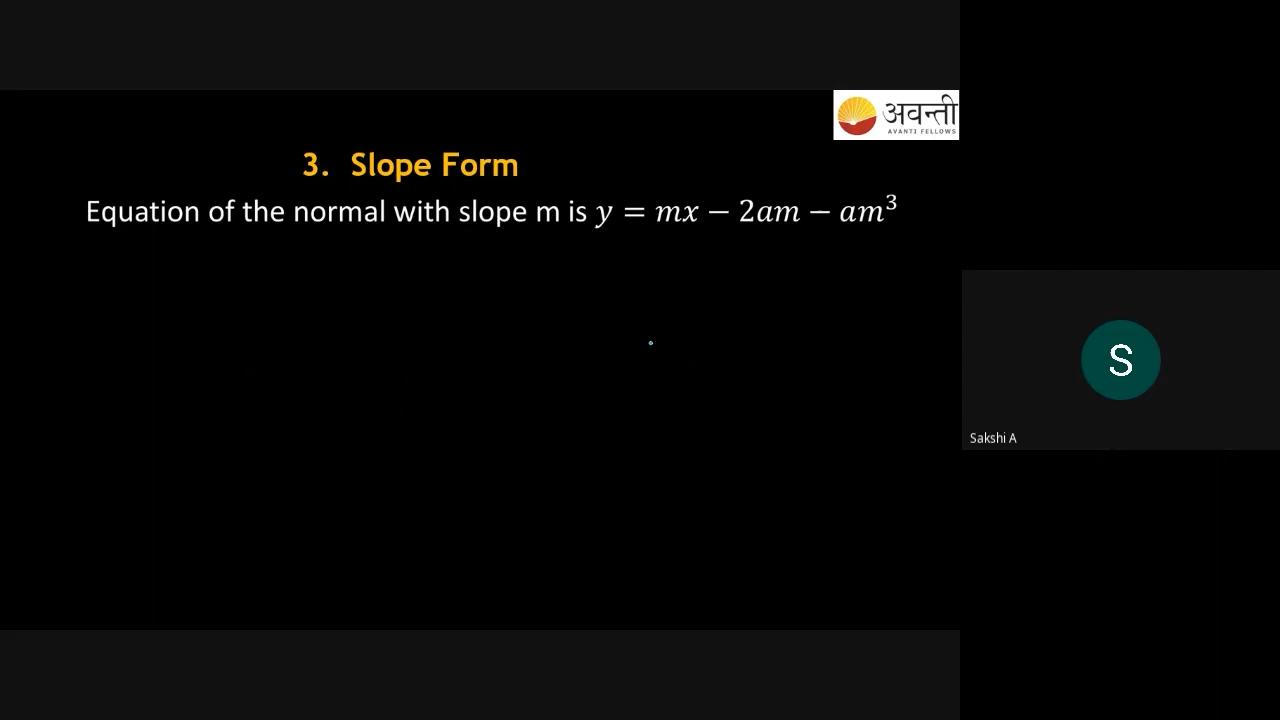 अवन्ती
AVANTI FELLOWS
3. Slope Form
Equation of the normal with slope m is y = mx − 2am − am³
S
Sakshi A